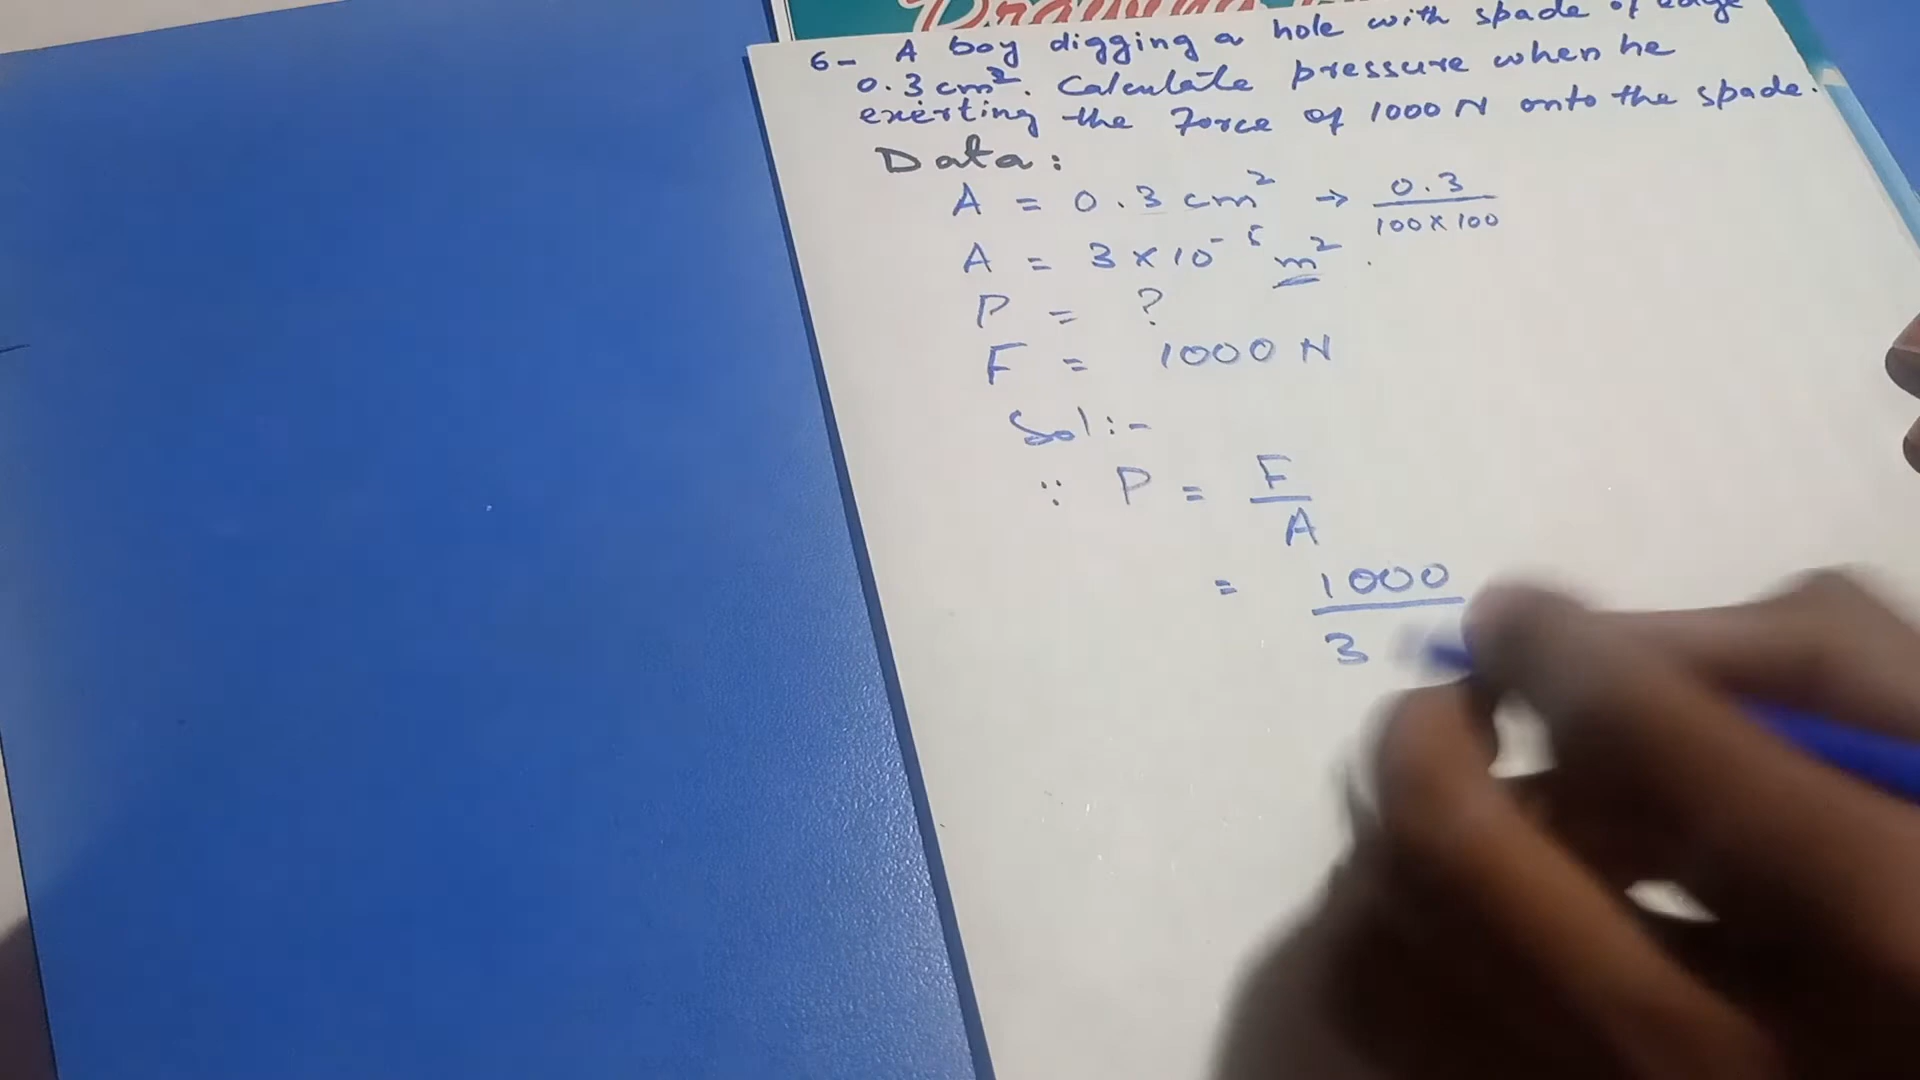 Drawing
6- A boy digging a hole with spade of edge
0.3 cm². Calculate pressure when he
exerting the Force of 1000 N onto the spade.
Data:
A = 0.3 cm² → 0.3 / 100 × 100
A = 3 × 10⁻⁵ m²
P = ?
F = 1000 N
Sol:-
∵ P = F / A
= 1000 / 3